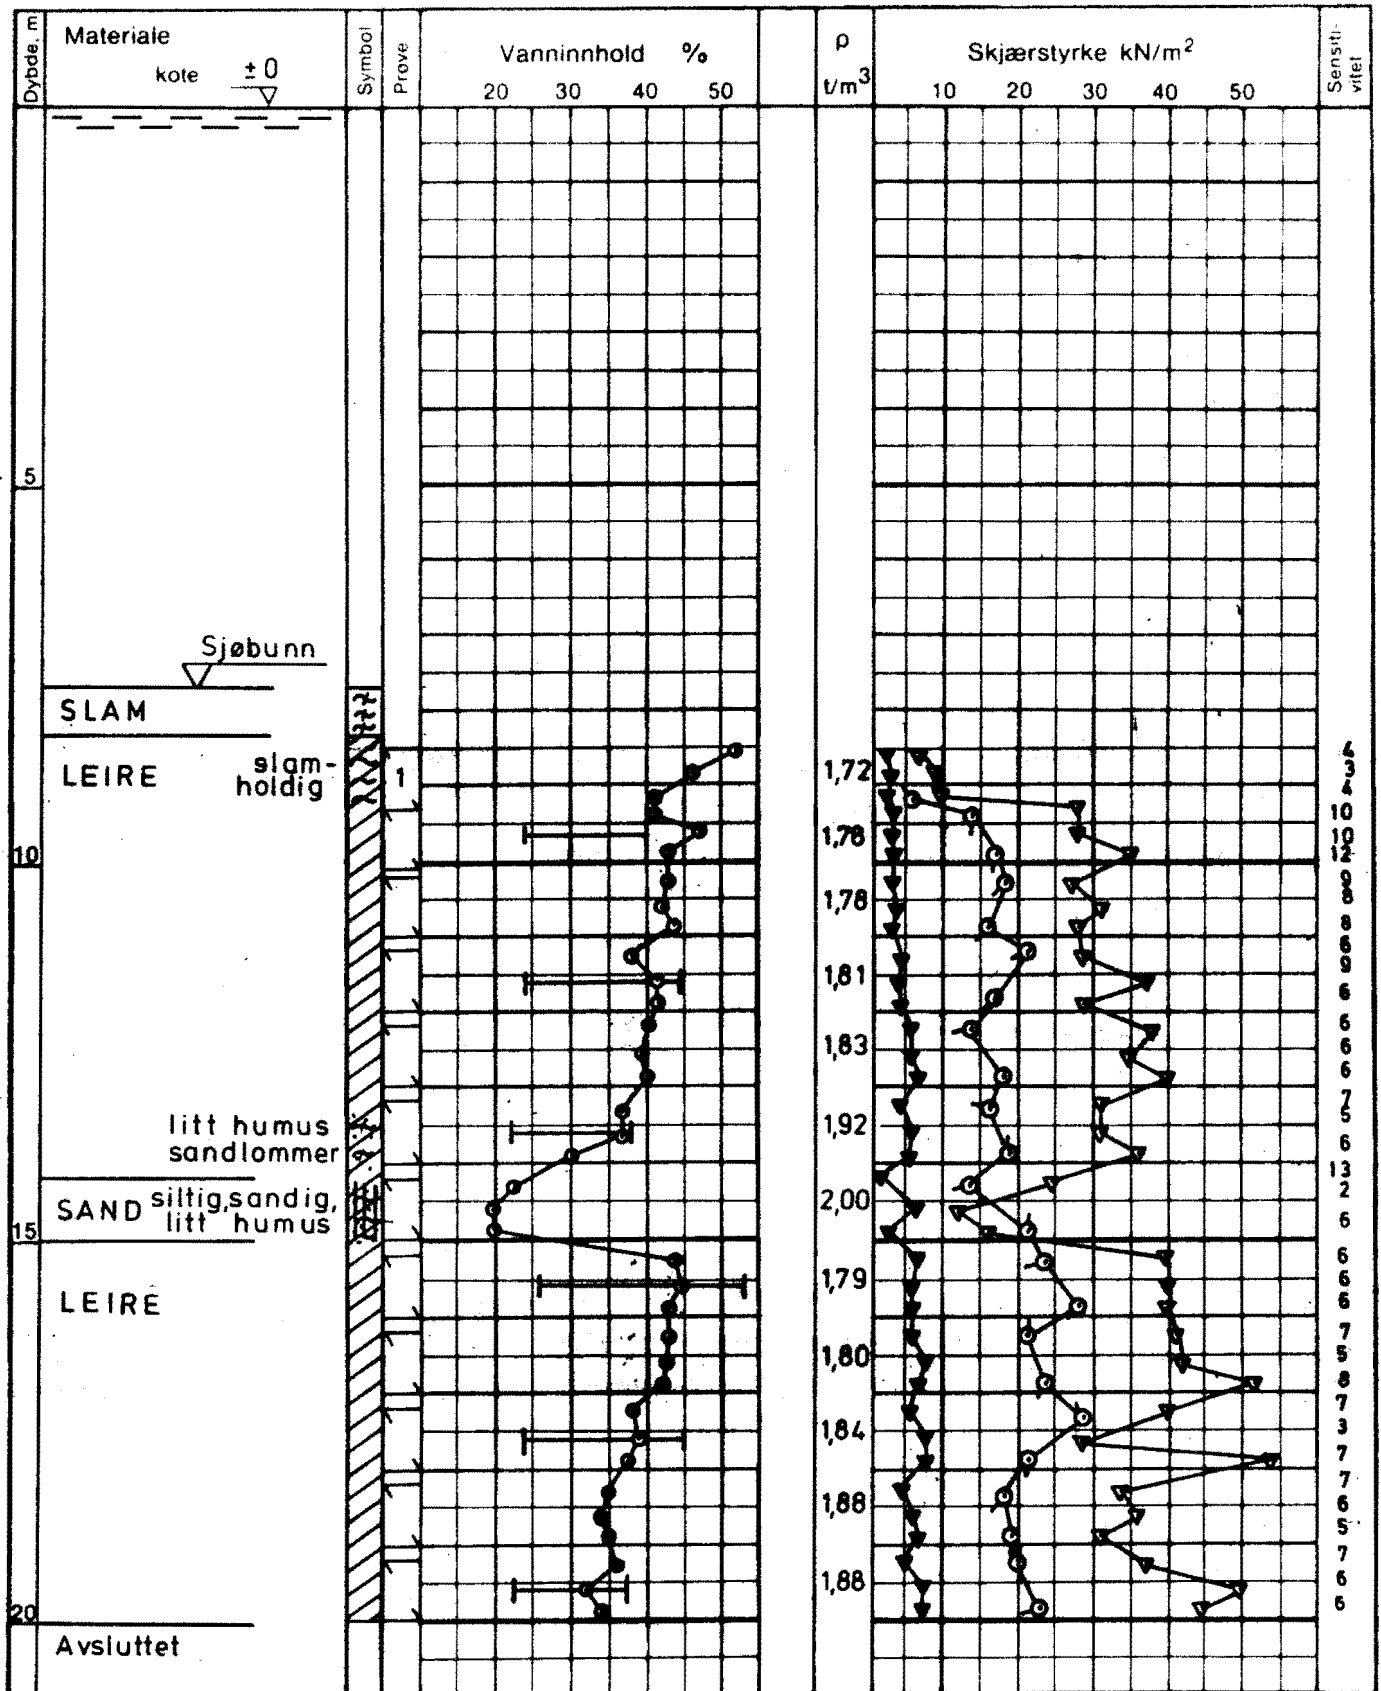 Dybde, m
Materiale
kote ± 0
Symbol
Prøve
Vanninnhold %
20 30 40 50
ρ
t/m³
Skjærstyrke kN/m²
10 20 30 40 50
Sensiti-
vitet
5
Sjøbunn
SLAM
LEIRE slam-
holdig
1
1,72
4
3
4
10
1,76
10
12
10
9
8
1,78
8
6
9
1,81
6
6
1,83
6
6
7
5
litt humus
sandlommer
1,92
6
13
2
SAND siltig, sandig,
litt humus
2,00
6
15
6
1,79
6
6
LEIRE
7
1,80
5
8
7
1,84
3
7
7
1,88
6
5
7
1,88
6
6
20
Avsluttet